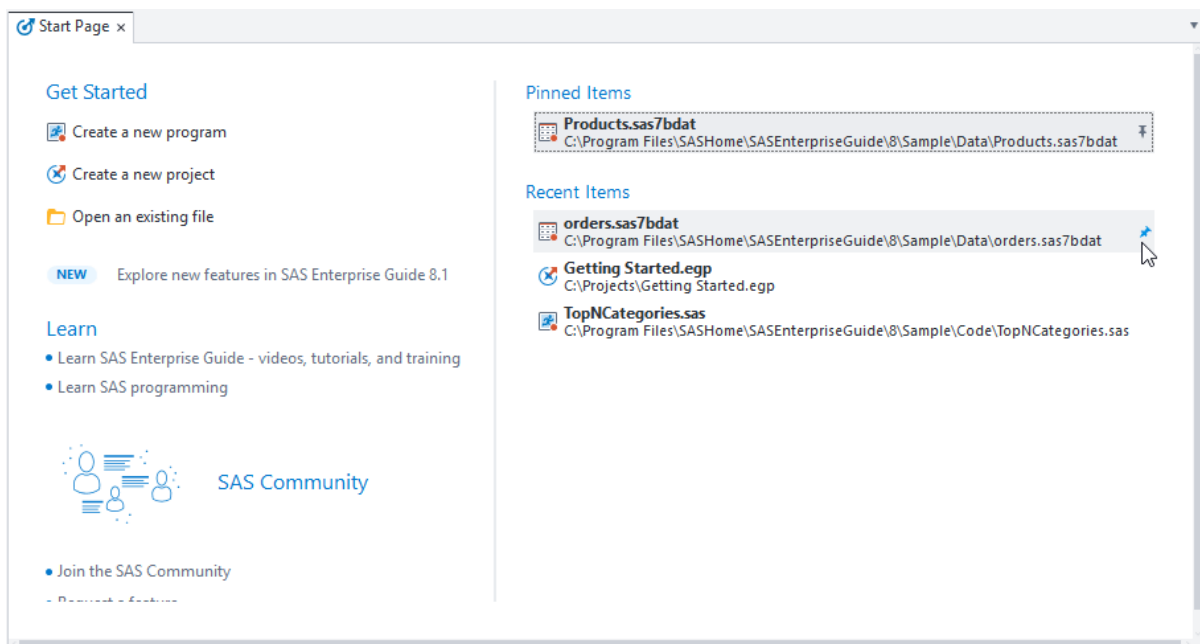 Start Page ×
Get Started
Create a new program
Create a new project
Open an existing file
NEW Explore new features in SAS Enterprise Guide 8.1
Learn
• Learn SAS Enterprise Guide - videos, tutorials, and training
• Learn SAS programming
SAS Community
• Join the SAS Community
Pinned Items
Products.sas7bdat
C:\Program Files\SASHome\SASEnterpriseGuide\8\Sample\Data\Products.sas7bdat
Recent Items
orders.sas7bdat
C:\Program Files\SASHome\SASEnterpriseGuide\8\Sample\Data\orders.sas7bdat
Getting Started.egp
C:\Projects\Getting Started.egp
TopNCategories.sas
C:\Program Files\SASHome\SASEnterpriseGuide\8\Sample\Code\TopNCategories.sas